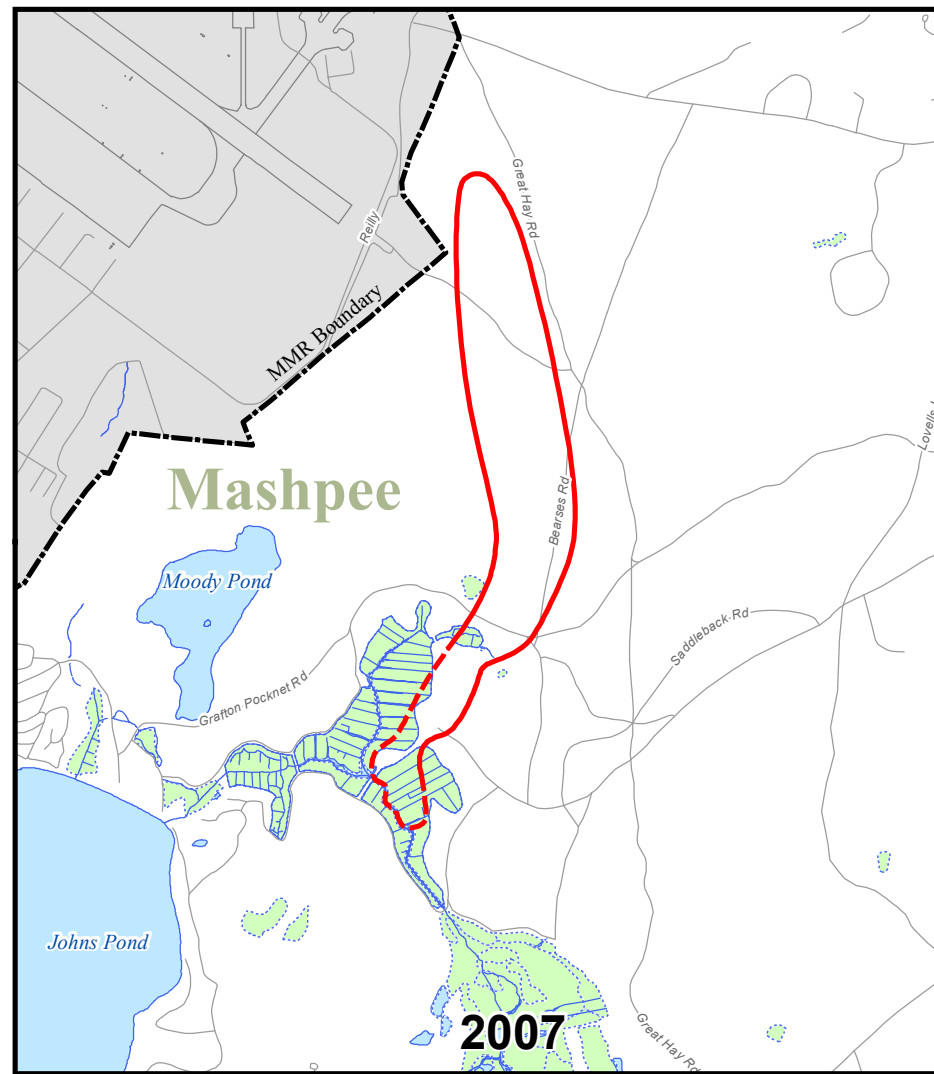 Great Hay Rd
Reilly
MMR Boundary
Mashpee
Bearses Rd
Moody Pond
Saddleback Rd
Grafton Pocknet Rd
Johns Pond
2007
Great Hay Rd